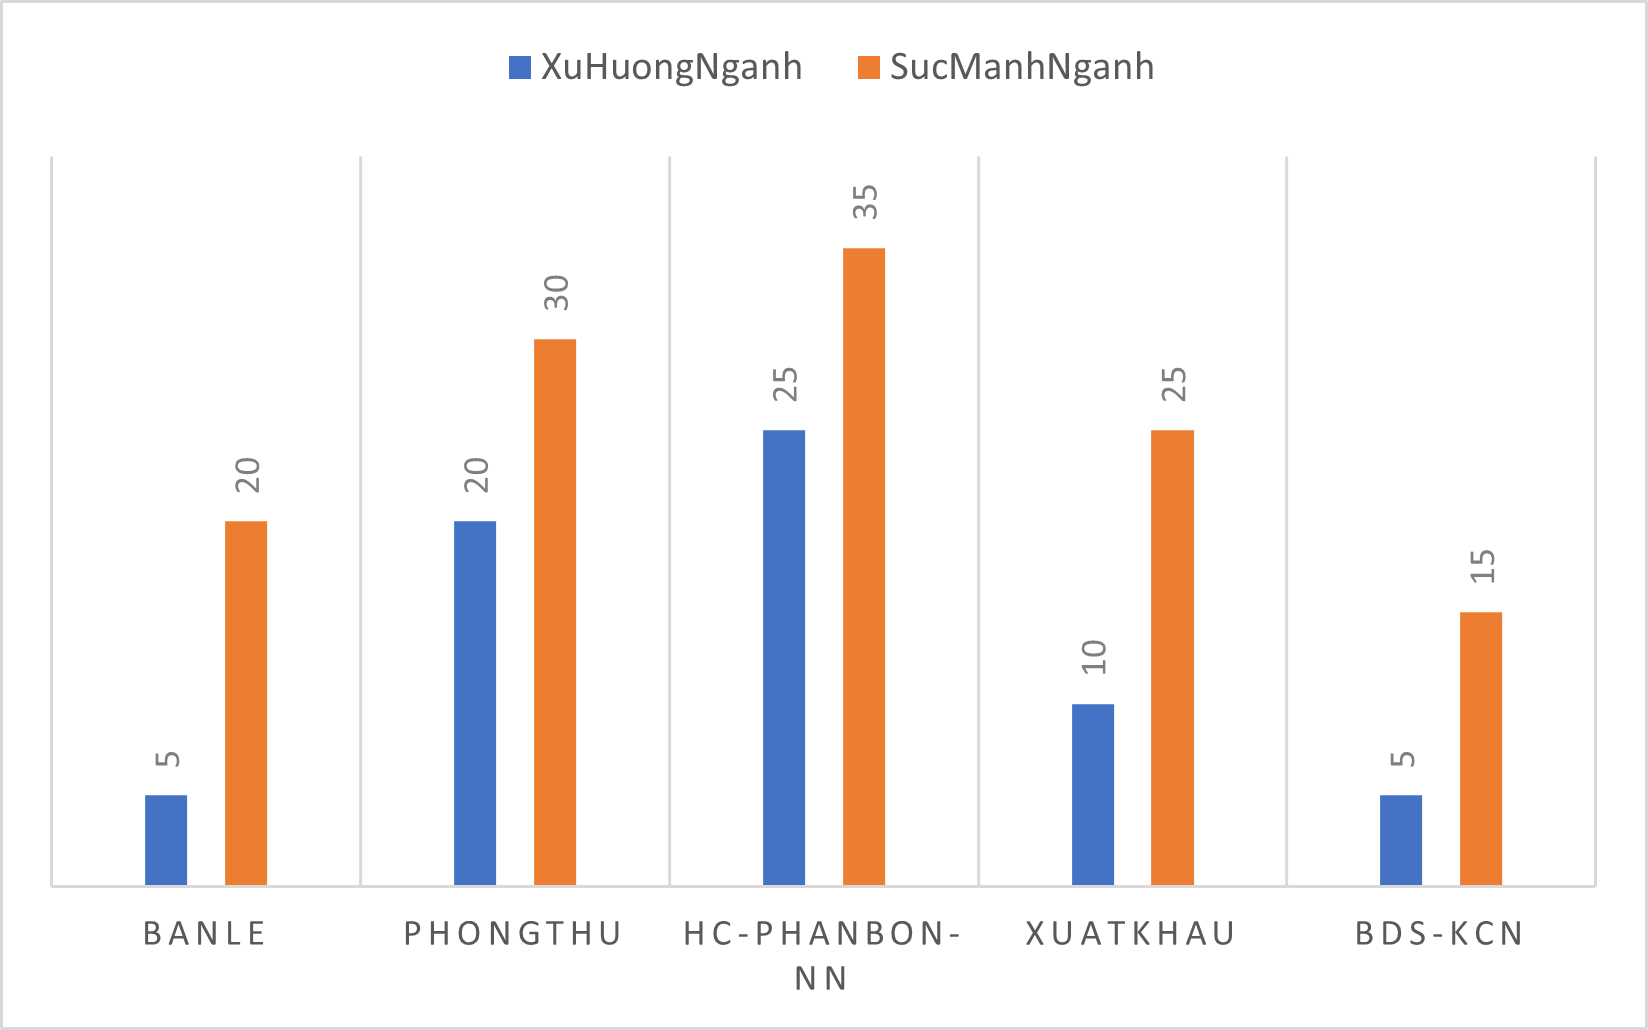 XuHuongNganh SucManhNganh
5 20 20 30 25 35 10 25 5 15
BANLE PHONGTHU HC-PHANBON- XUATKHAU BDS-KCN
NN